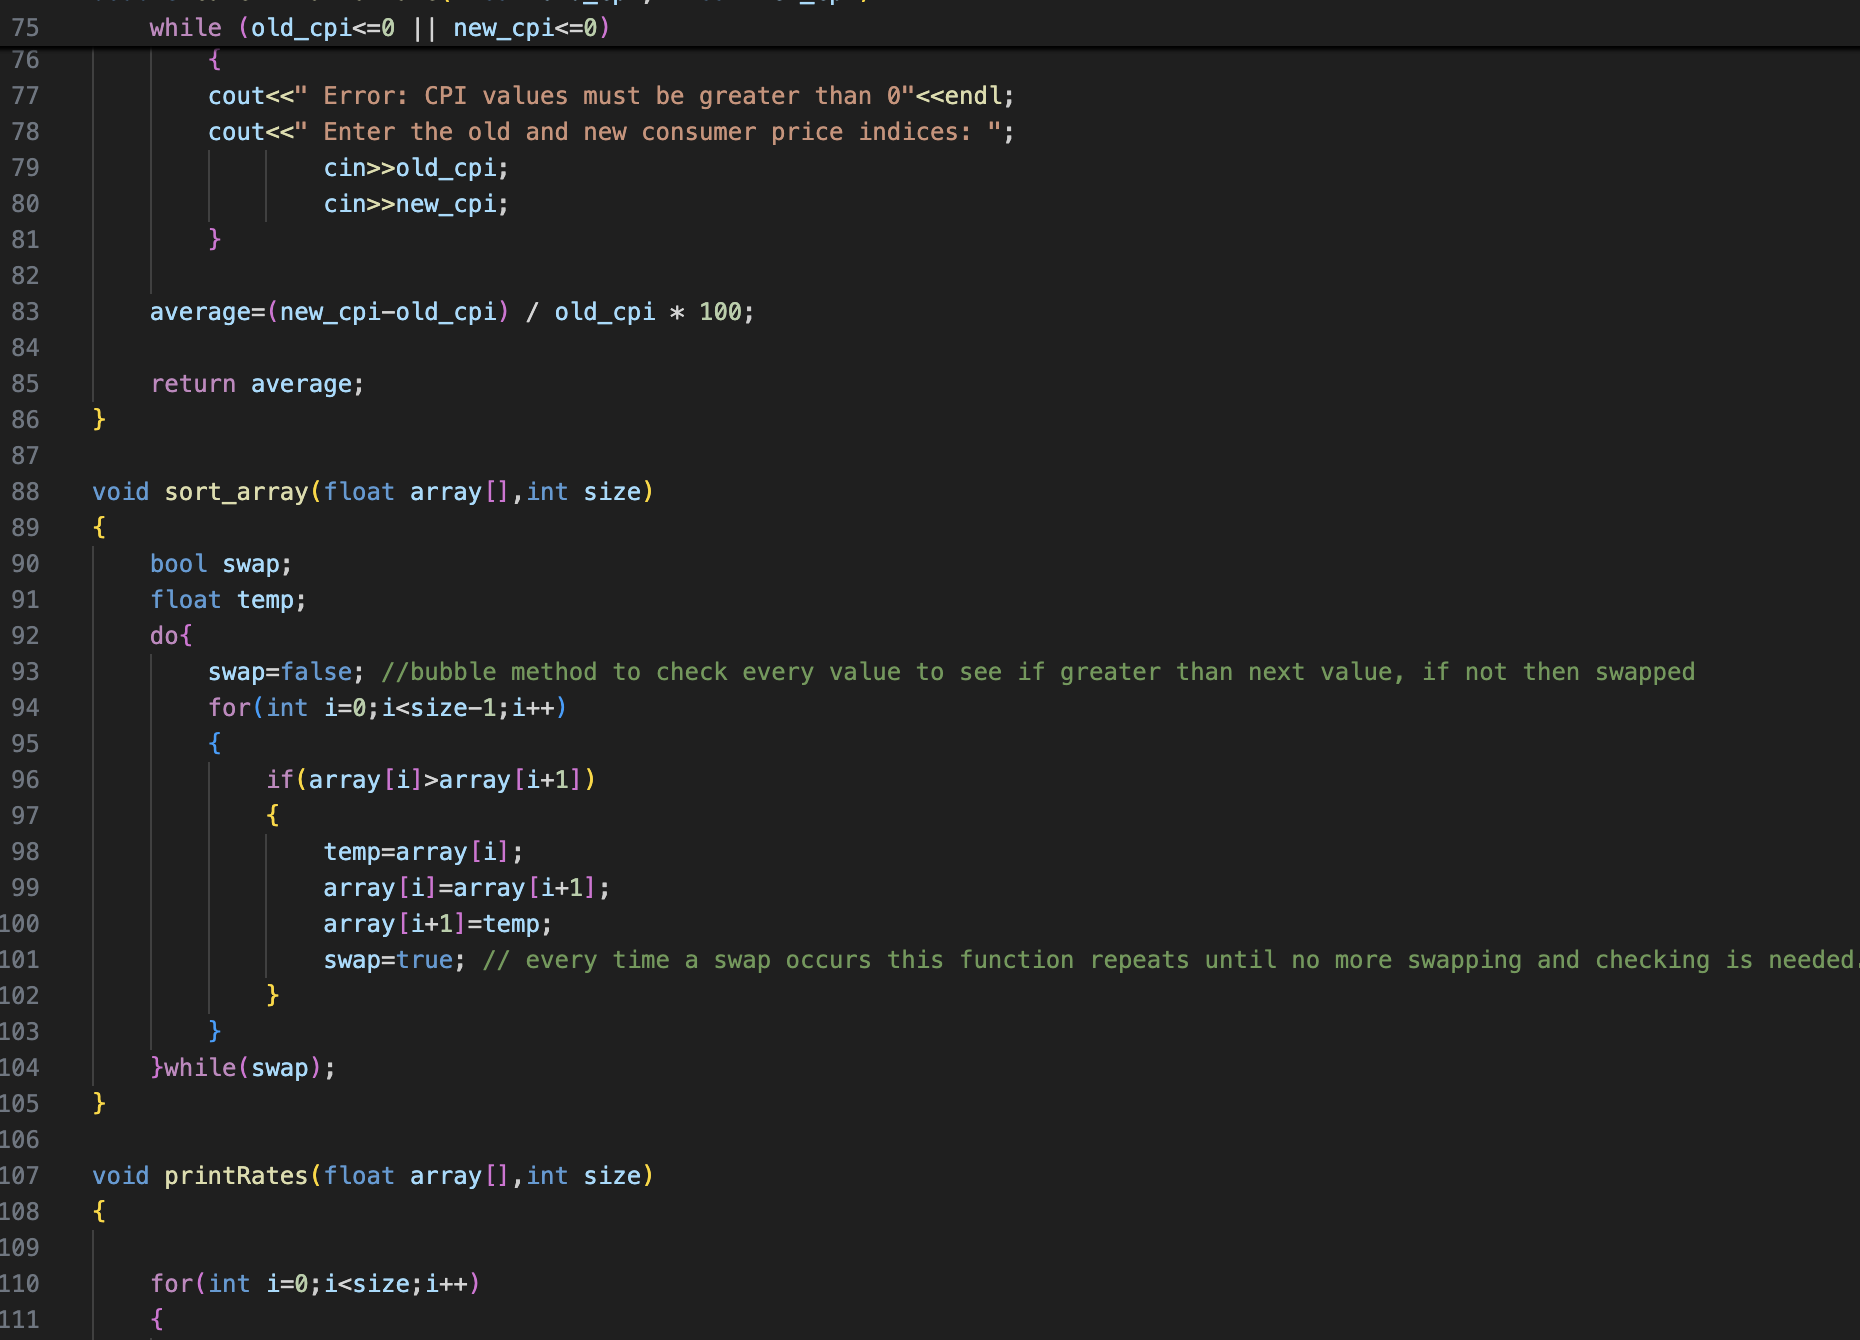 75 while (old_cpi<=0 || new_cpi<=0)
76 {
77 cout<<" Error: CPI values must be greater than 0"<<endl;
78 cout<<" Enter the old and new consumer price indices: ";
79 cin>>old_cpi;
80 cin>>new_cpi;
81 }
82
83 average=(new_cpi-old_cpi) / old_cpi * 100;
84
85 return average;
86 }
87
88 void sort_array(float array[],int size)
89 {
90 bool swap;
91 float temp;
92 do{
93 swap=false; //bubble method to check every value to see if greater than next value, if not then swapped
94 for(int i=0;i<size-1;i++)
95 {
96 if(array[i]>array[i+1])
97 {
98 temp=array[i];
99 array[i]=array[i+1];
100 array[i+1]=temp;
101 swap=true; // every time a swap occurs this function repeats until no more swapping and checking is needed.
102 }
103 }
104 }while(swap);
105 }
106
107 void printRates(float array[],int size)
108 {
109
110 for(int i=0;i<size;i++)
111 {